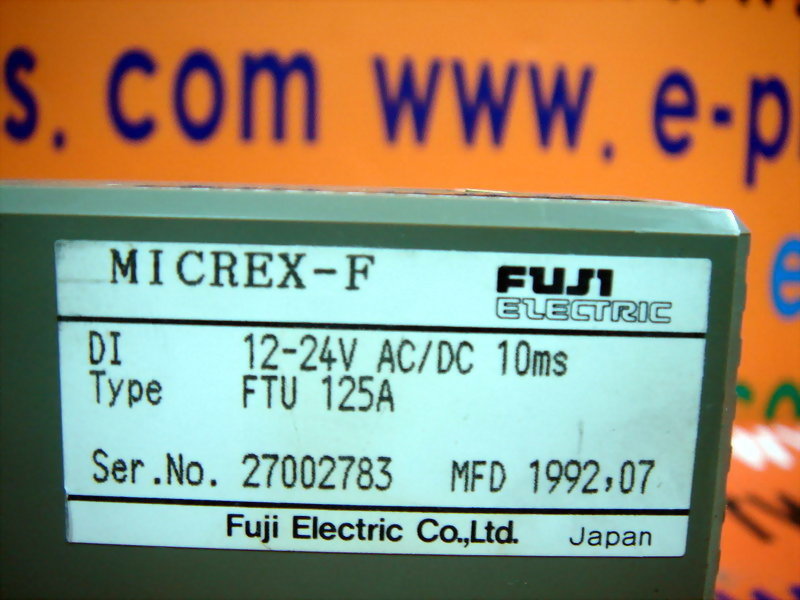 s.com www.e-p
MICREX-F
FUJI
ELECTRIC
DI 12-24V AC/DC 10ms
Type FTU 125A
Ser.No. 27002783 MFD 1992,07
Fuji Electric Co.,Ltd. Japan